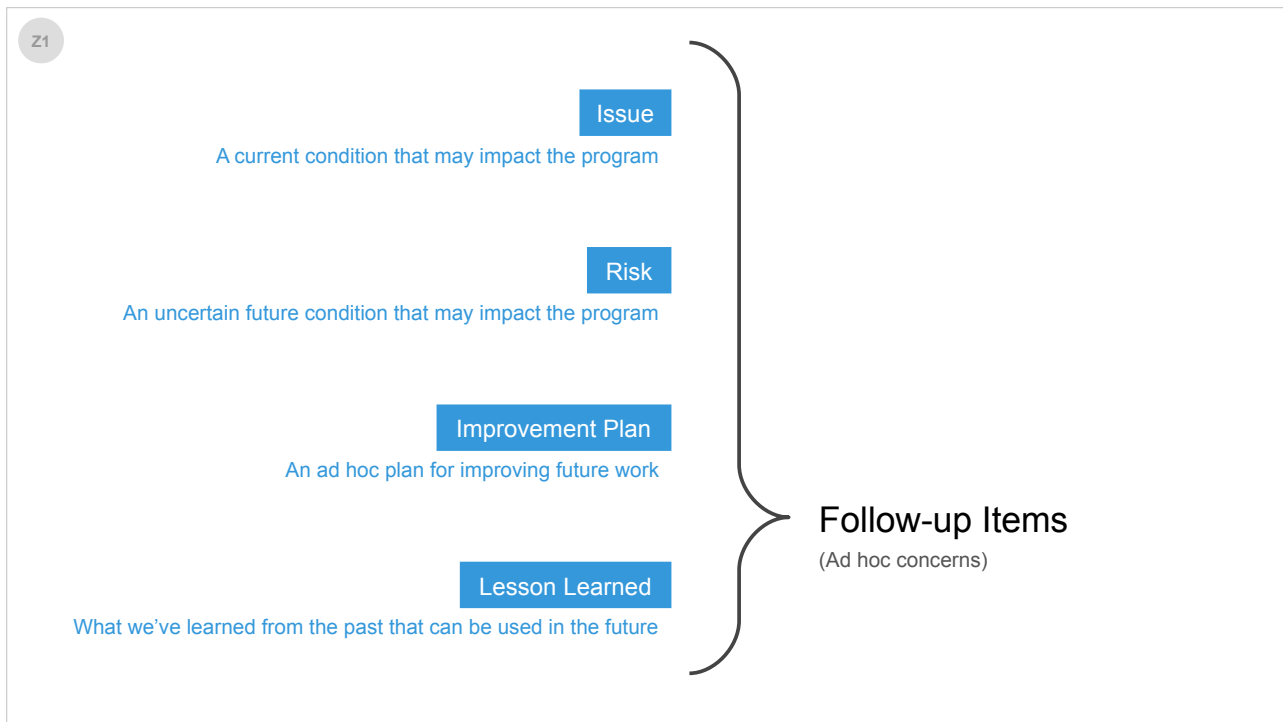 Z1
Issue
A current condition that may impact the program
Risk
An uncertain future condition that may impact the program
Improvement Plan
An ad hoc plan for improving future work
Lesson Learned
What we’ve learned from the past that can be used in the future
Follow-up Items
(Ad hoc concerns)